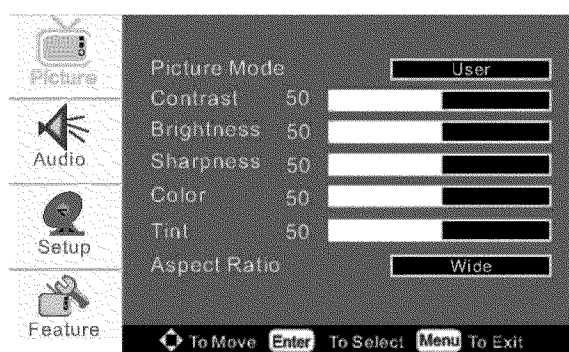 Picture
Audio
Setup
Feature
Picture Mode User
Contrast 50
Brightness 50
Sharpness 50
Color 50
Tint 50
Aspect Ratio Wide
To Move Enter To Select Menu To Exit